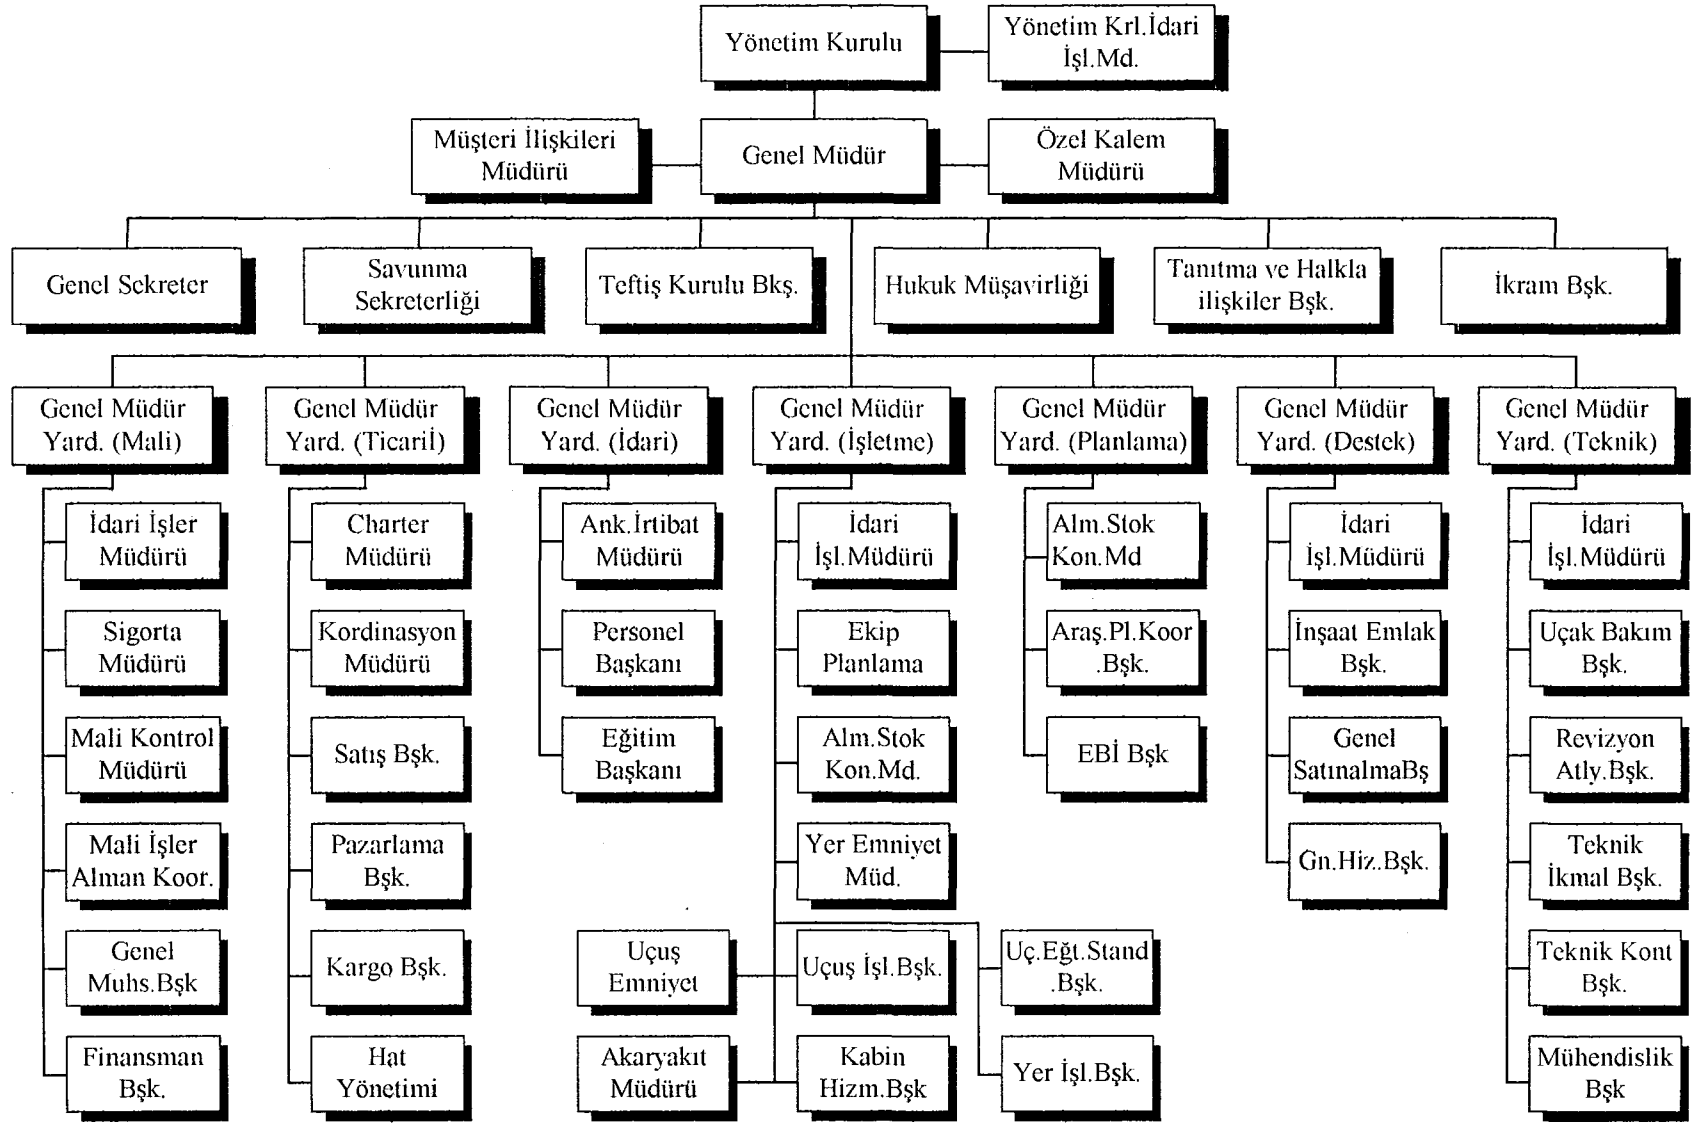 Yönetim Kurulu
Yönetim Krl.İdari
İşl.Md.
Müşteri İlişkileri
Müdürü
Genel Müdür
Özel Kalem
Müdürü
Genel Sekreter
Savunma
Sekreterliği
Teftiş Kurulu Bkş.
Hukuk Müşavirliği
Tanıtma ve Halkla
ilişkiler Bşk.
İkram Bşk.
Genel Müdür
Yard. (Mali)
Genel Müdür
Yard. (Ticaril)
Genel Müdür
Yard. (İdari)
Genel Müdür
Yard. (İşletme)
Genel Müdür
Yard. (Planlama)
Genel Müdür
Yard. (Destek)
Genel Müdür
Yard. (Teknik)
İdari İşler
Müdürü
Sigorta
Müdürü
Mali Kontrol
Müdürü
Mali İşler
Alman Koor.
Genel
Muhs.Bşk
Finansman
Bşk.
Charter
Müdürü
Kordinasyon
Müdürü
Satış Bşk.
Pazarlama
Bşk.
Kargo Bşk.
Hat
Yönetimi
Ank.İrtibat
Müdürü
Personel
Başkanı
Eğitim
Başkanı
İdari
İşl.Müdürü
Ekip
Planlama
Alm.Stok
Kon.Md.
Yer Emniyet
Müd.
Uçuş
Emniyet
Uçuş İşl.Bşk.
Uç.Eğt.Stand
.Bşk.
Akaryakıt
Müdürü
Kabin
Hizm.Bşk
Yer İşl.Bşk.
Alm.Stok
Kon.Md
Araş.Pl.Koor
.Bşk.
EBİ Bşk
İdari
İşl.Müdürü
İnşaat Emlak
Bşk.
Genel
SatınalmaBş
Gn.Hiz.Bşk.
İdari
İşl.Müdürü
Uçak Bakım
Bşk.
Revizyon
Atly.Bşk.
Teknik
İkmal Bşk.
Teknik Kont
Bşk.
Mühendislik
Bşk